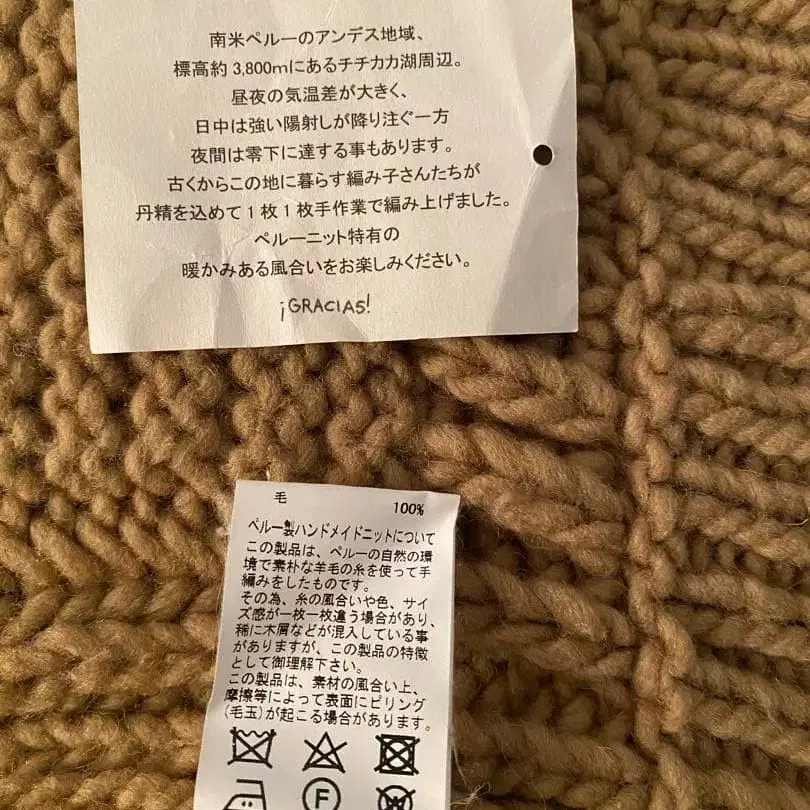 南米ペルーのアンデス地域、
標高約3,800mにあるチチカカ湖周辺。
昼夜の気温差が大きく、
日中は強い陽射しが降り注ぐ一方
夜間は零下に達する事もあります。
古くからこの地に暮らす編み子さんたちが
丹精を込めて1枚1枚手作業で編み上げました。
ペルーニット特有の
暖かみある風合いをお楽しみください。
¡GRACIAS!
毛 100%
ペルー製ハンドメイドニットについて
この製品は、ペルーの自然の環
境で素朴な羊毛の糸を使って手
編みをしたものです。
その為、糸の風合いや色、サイ
ズ感が一枚一枚違う場合があり、
稀に木屑などが混入している事
がありますが、この製品の特徴
として御理解下さい。
この製品は、素材の風合い上、
摩擦等によって表面にピリング
(毛玉)が起こる場合があります。
F